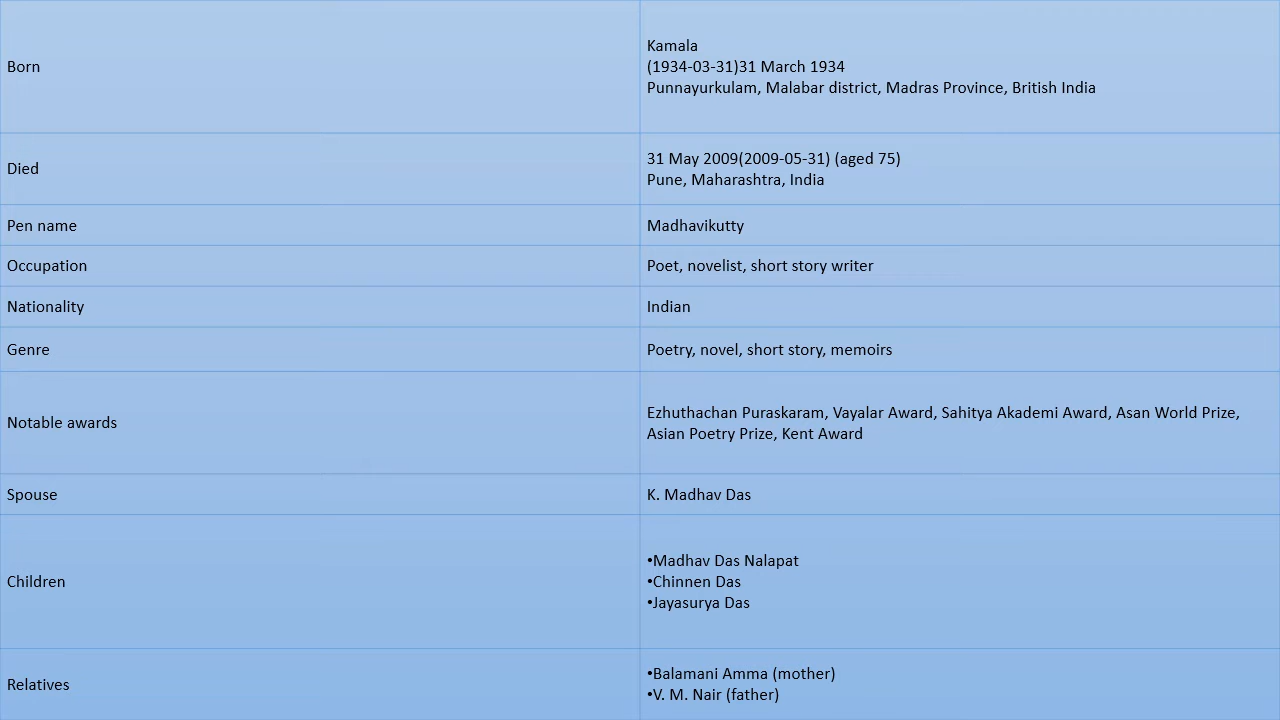 Born
Kamala
(1934-03-31)31 March 1934
Punnayurkulam, Malabar district, Madras Province, British India
Died
31 May 2009(2009-05-31) (aged 75)
Pune, Maharashtra, India
Pen name
Madhavikutty
Occupation
Poet, novelist, short story writer
Nationality
Indian
Genre
Poetry, novel, short story, memoirs
Notable awards
Ezhuthachan Puraskaram, Vayalar Award, Sahitya Akademi Award, Asan World Prize,
Asian Poetry Prize, Kent Award
Spouse
K. Madhav Das
Children
•Madhav Das Nalapat
•Chinnen Das
•Jayasurya Das
Relatives
•Balamani Amma (mother)
•V. M. Nair (father)